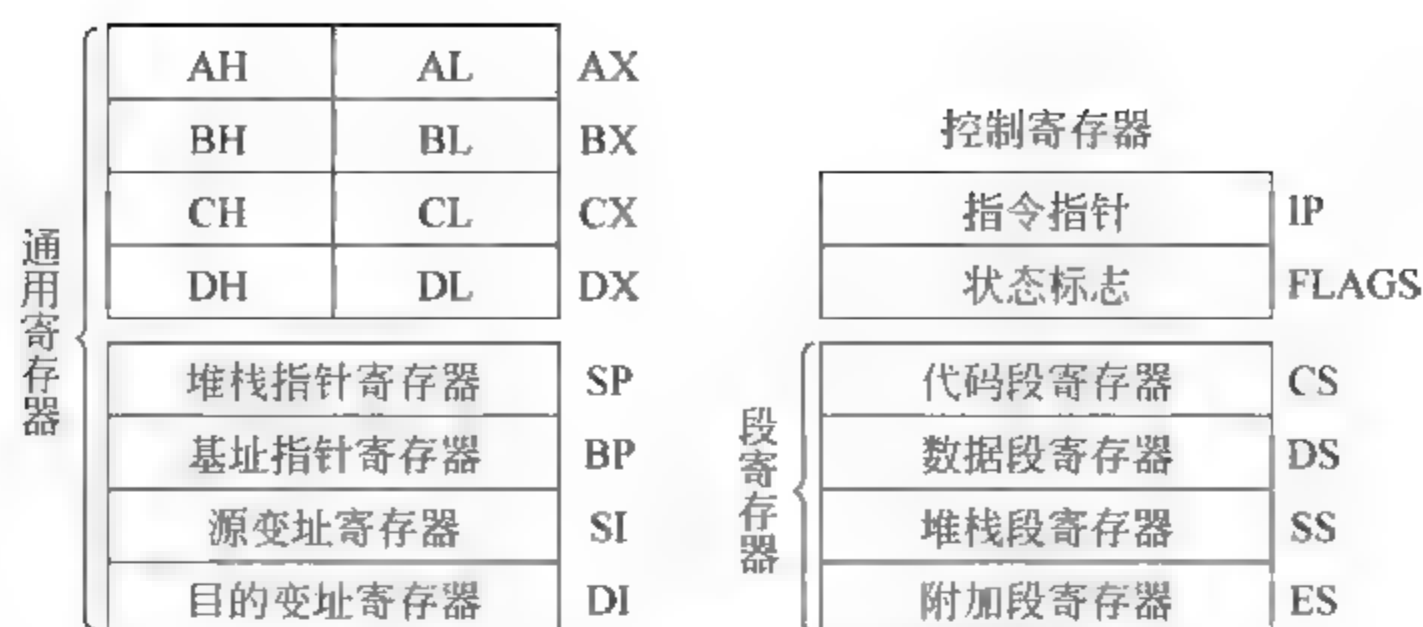 通用寄存器
AH AL AX
BH BL BX
CH CL CX
DH DL DX
堆栈指针寄存器 SP
基址指针寄存器 BP
源变址寄存器 SI
目的变址寄存器 DI
控制寄存器
指令指针 IP
状态标志 FLAGS
段寄存器
代码段寄存器 CS
数据段寄存器 DS
堆栈段寄存器 SS
附加段寄存器 ES